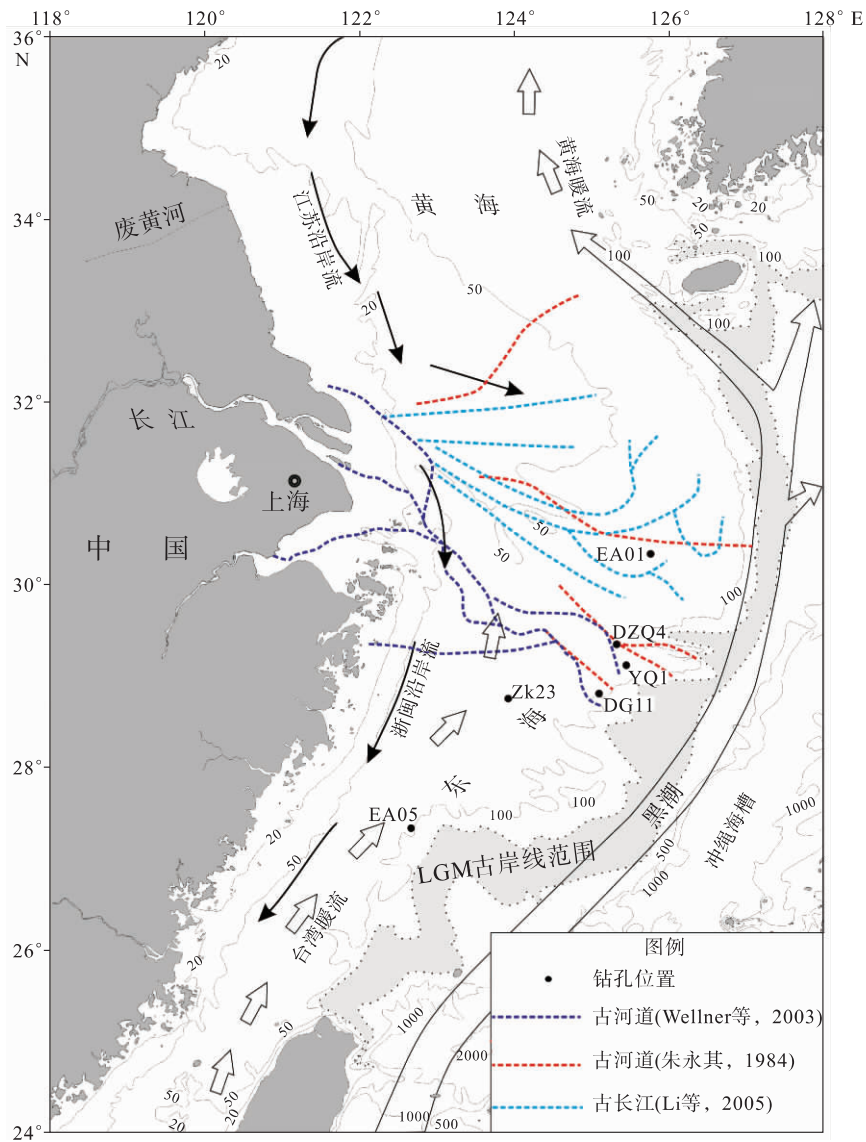 118° 120° 122° 124° 126° 128° E
36°
N
20
黄海暖流
50
20
20
50
100
100
100
34°
废黄河
江苏沿岸流
黄 海
20
50
32°
长 江
上海
中 国
50
50
EA01
30°
100
DZQ4
YQ1
DG11
Zk23
浙闽沿岸流
海
东
28°
EA05
100
100
20
50
LGM古岸线范围
黑潮
冲绳海槽
1000
500
1000
台湾暖流
26°
20
50
1000
2000
50
20
50
20
1000
500
24°
图例
钻孔位置
古河道(Wellner等，2003)
古河道(朱永其，1984)
古长江(Li等，2005)